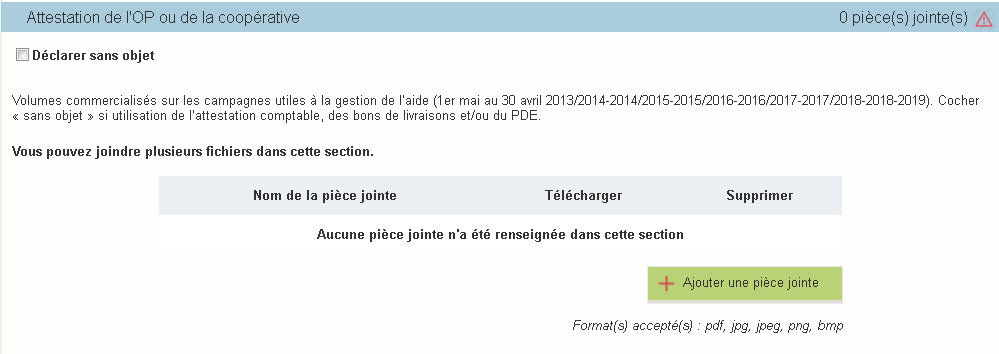 Attestation de l'OP ou de la coopérative
0 pièce(s) jointe(s)
Déclarer sans objet
Volumes commercialisés sur les campagnes utiles à la gestion de l'aide (1er mai au 30 avril 2013/2014-2014/2015-2015/2016-2016/2017-2017/2018-2018-2019). Cocher
« sans objet » si utilisation de l'attestation comptable, des bons de livraisons et/ou du PDE.
Vous pouvez joindre plusieurs fichiers dans cette section.
Nom de la pièce jointe Télécharger Supprimer
Aucune pièce jointe n'a été renseignée dans cette section
Ajouter une pièce jointe
Format(s) accepté(s) : pdf, jpg, jpeg, png, bmp